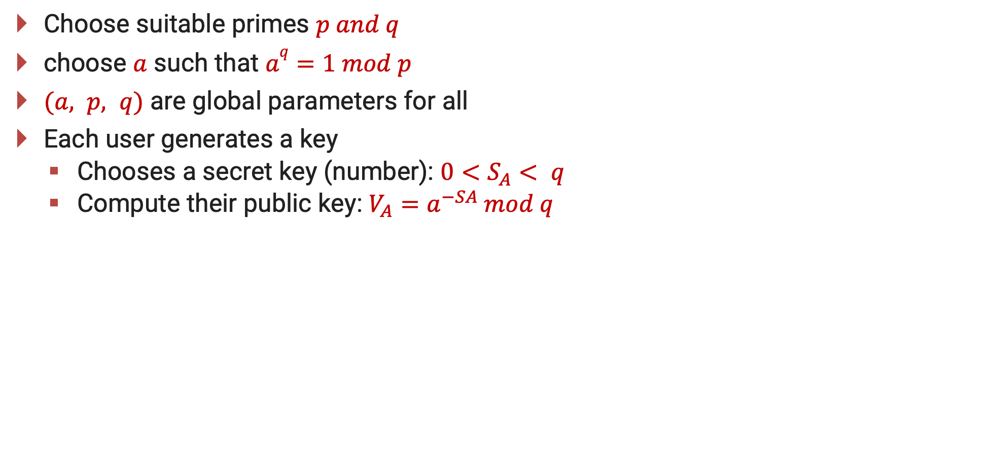 Choose suitable primes p and q
choose a such that a^q = 1 mod p
(a, p, q) are global parameters for all
Each user generates a key
Chooses a secret key (number): 0 < S_A < q
Compute their public key: V_A = a^{-SA} mod q